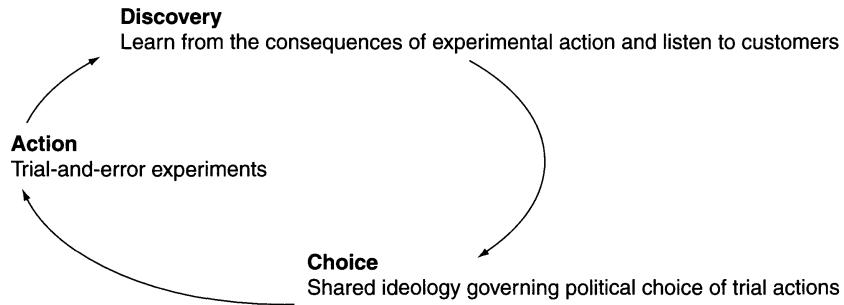 Discovery
Learn from the consequences of experimental action and listen to customers
Action
Trial-and-error experiments
Choice
Shared ideology governing political choice of trial actions